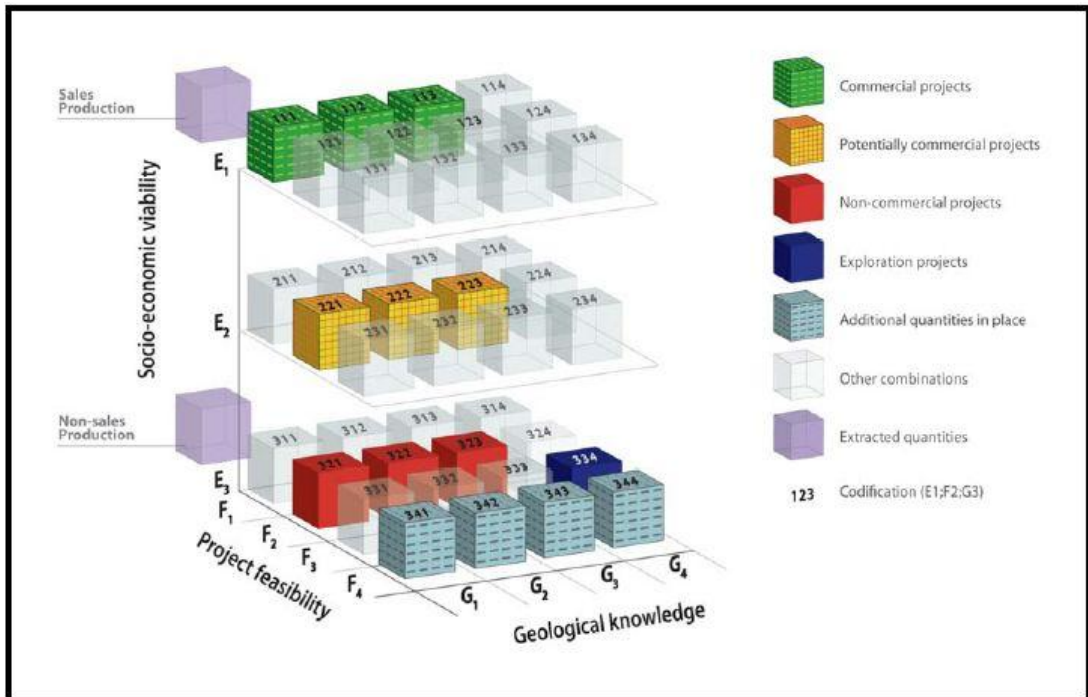 Sales
Production
Socio-economic viability
E1
E2
E3
Non-sales
Production
111
112
113
114
121
122
123
124
131
132
133
134
211
212
213
214
221
222
223
224
231
232
233
234
311
312
313
314
321
322
323
324
331
332
333
334
341
342
343
344
F1
F2
F3
F4
Project feasibility
G1
G2
G3
G4
Geological knowledge
Commercial projects
Potentially commercial projects
Non-commercial projects
Exploration projects
Additional quantities in place
Other combinations
Extracted quantities
123 Codification (E1;F2;G3)